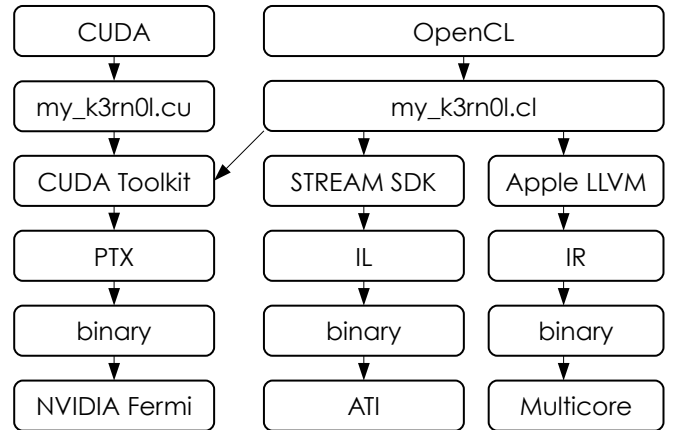 CUDA
OpenCL
my_k3rn0l.cu
my_k3rn0l.cl
CUDA Toolkit
STREAM SDK
Apple LLVM
PTX
IL
IR
binary
binary
binary
NVIDIA Fermi
ATI
Multicore